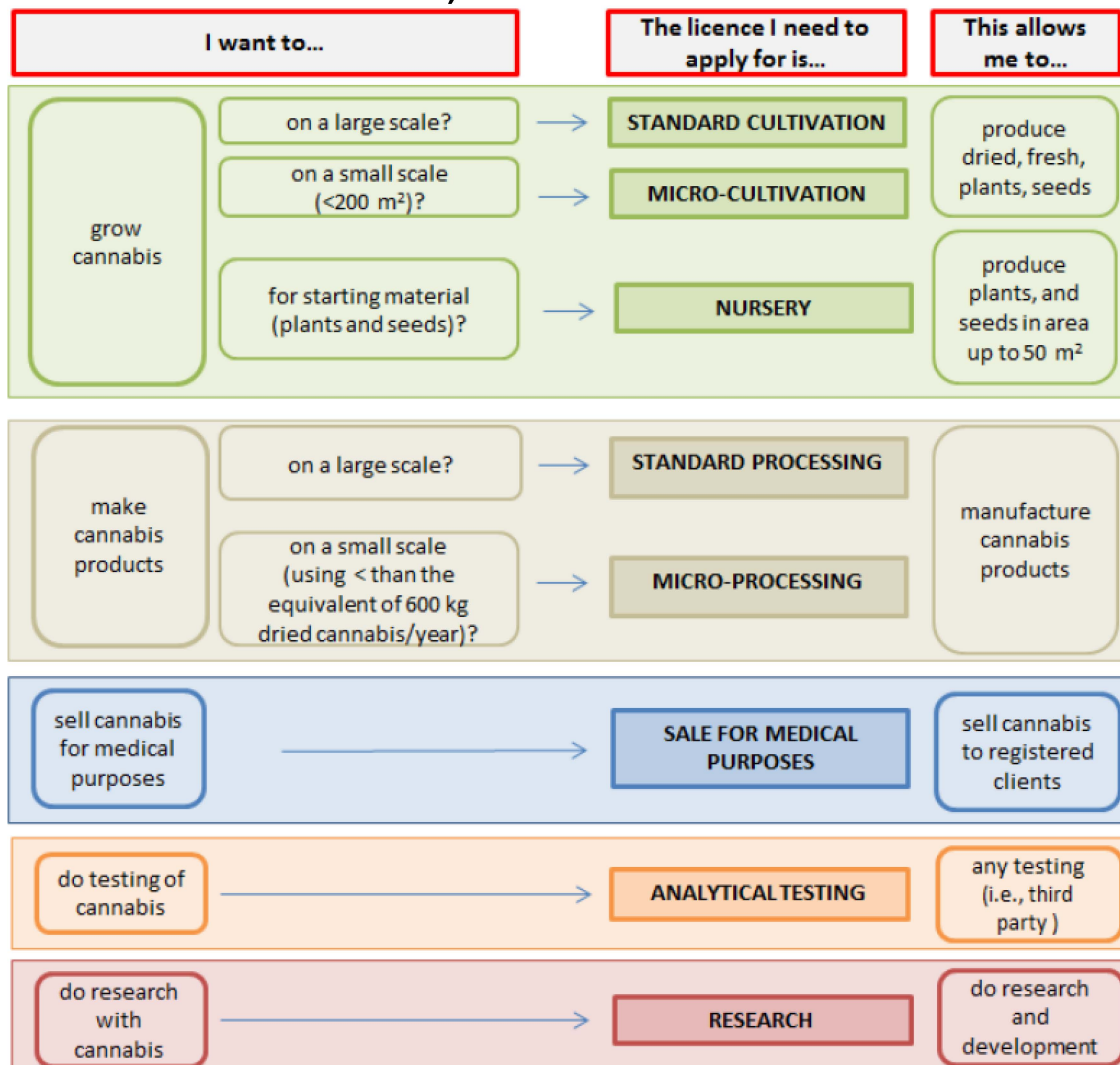 I want to...
The licence I need to
apply for is...
This allows
me to...
grow
cannabis
on a large scale?
STANDARD CULTIVATION
on a small scale
(<200 m²)?
MICRO-CULTIVATION
produce
dried, fresh,
plants, seeds
for starting material
(plants and seeds)?
NURSERY
produce
plants, and
seeds in area
up to 50 m²
make
cannabis
products
on a large scale?
STANDARD PROCESSING
on a small scale
(using < than the
equivalent of 600 kg
dried cannabis/year)?
MICRO-PROCESSING
manufacture
cannabis
products
sell cannabis
for medical
purposes
SALE FOR MEDICAL
PURPOSES
sell cannabis
to registered
clients
do testing of
cannabis
ANALYTICAL TESTING
any testing
(i.e., third
party )
do research
with
cannabis
RESEARCH
do research
and
development